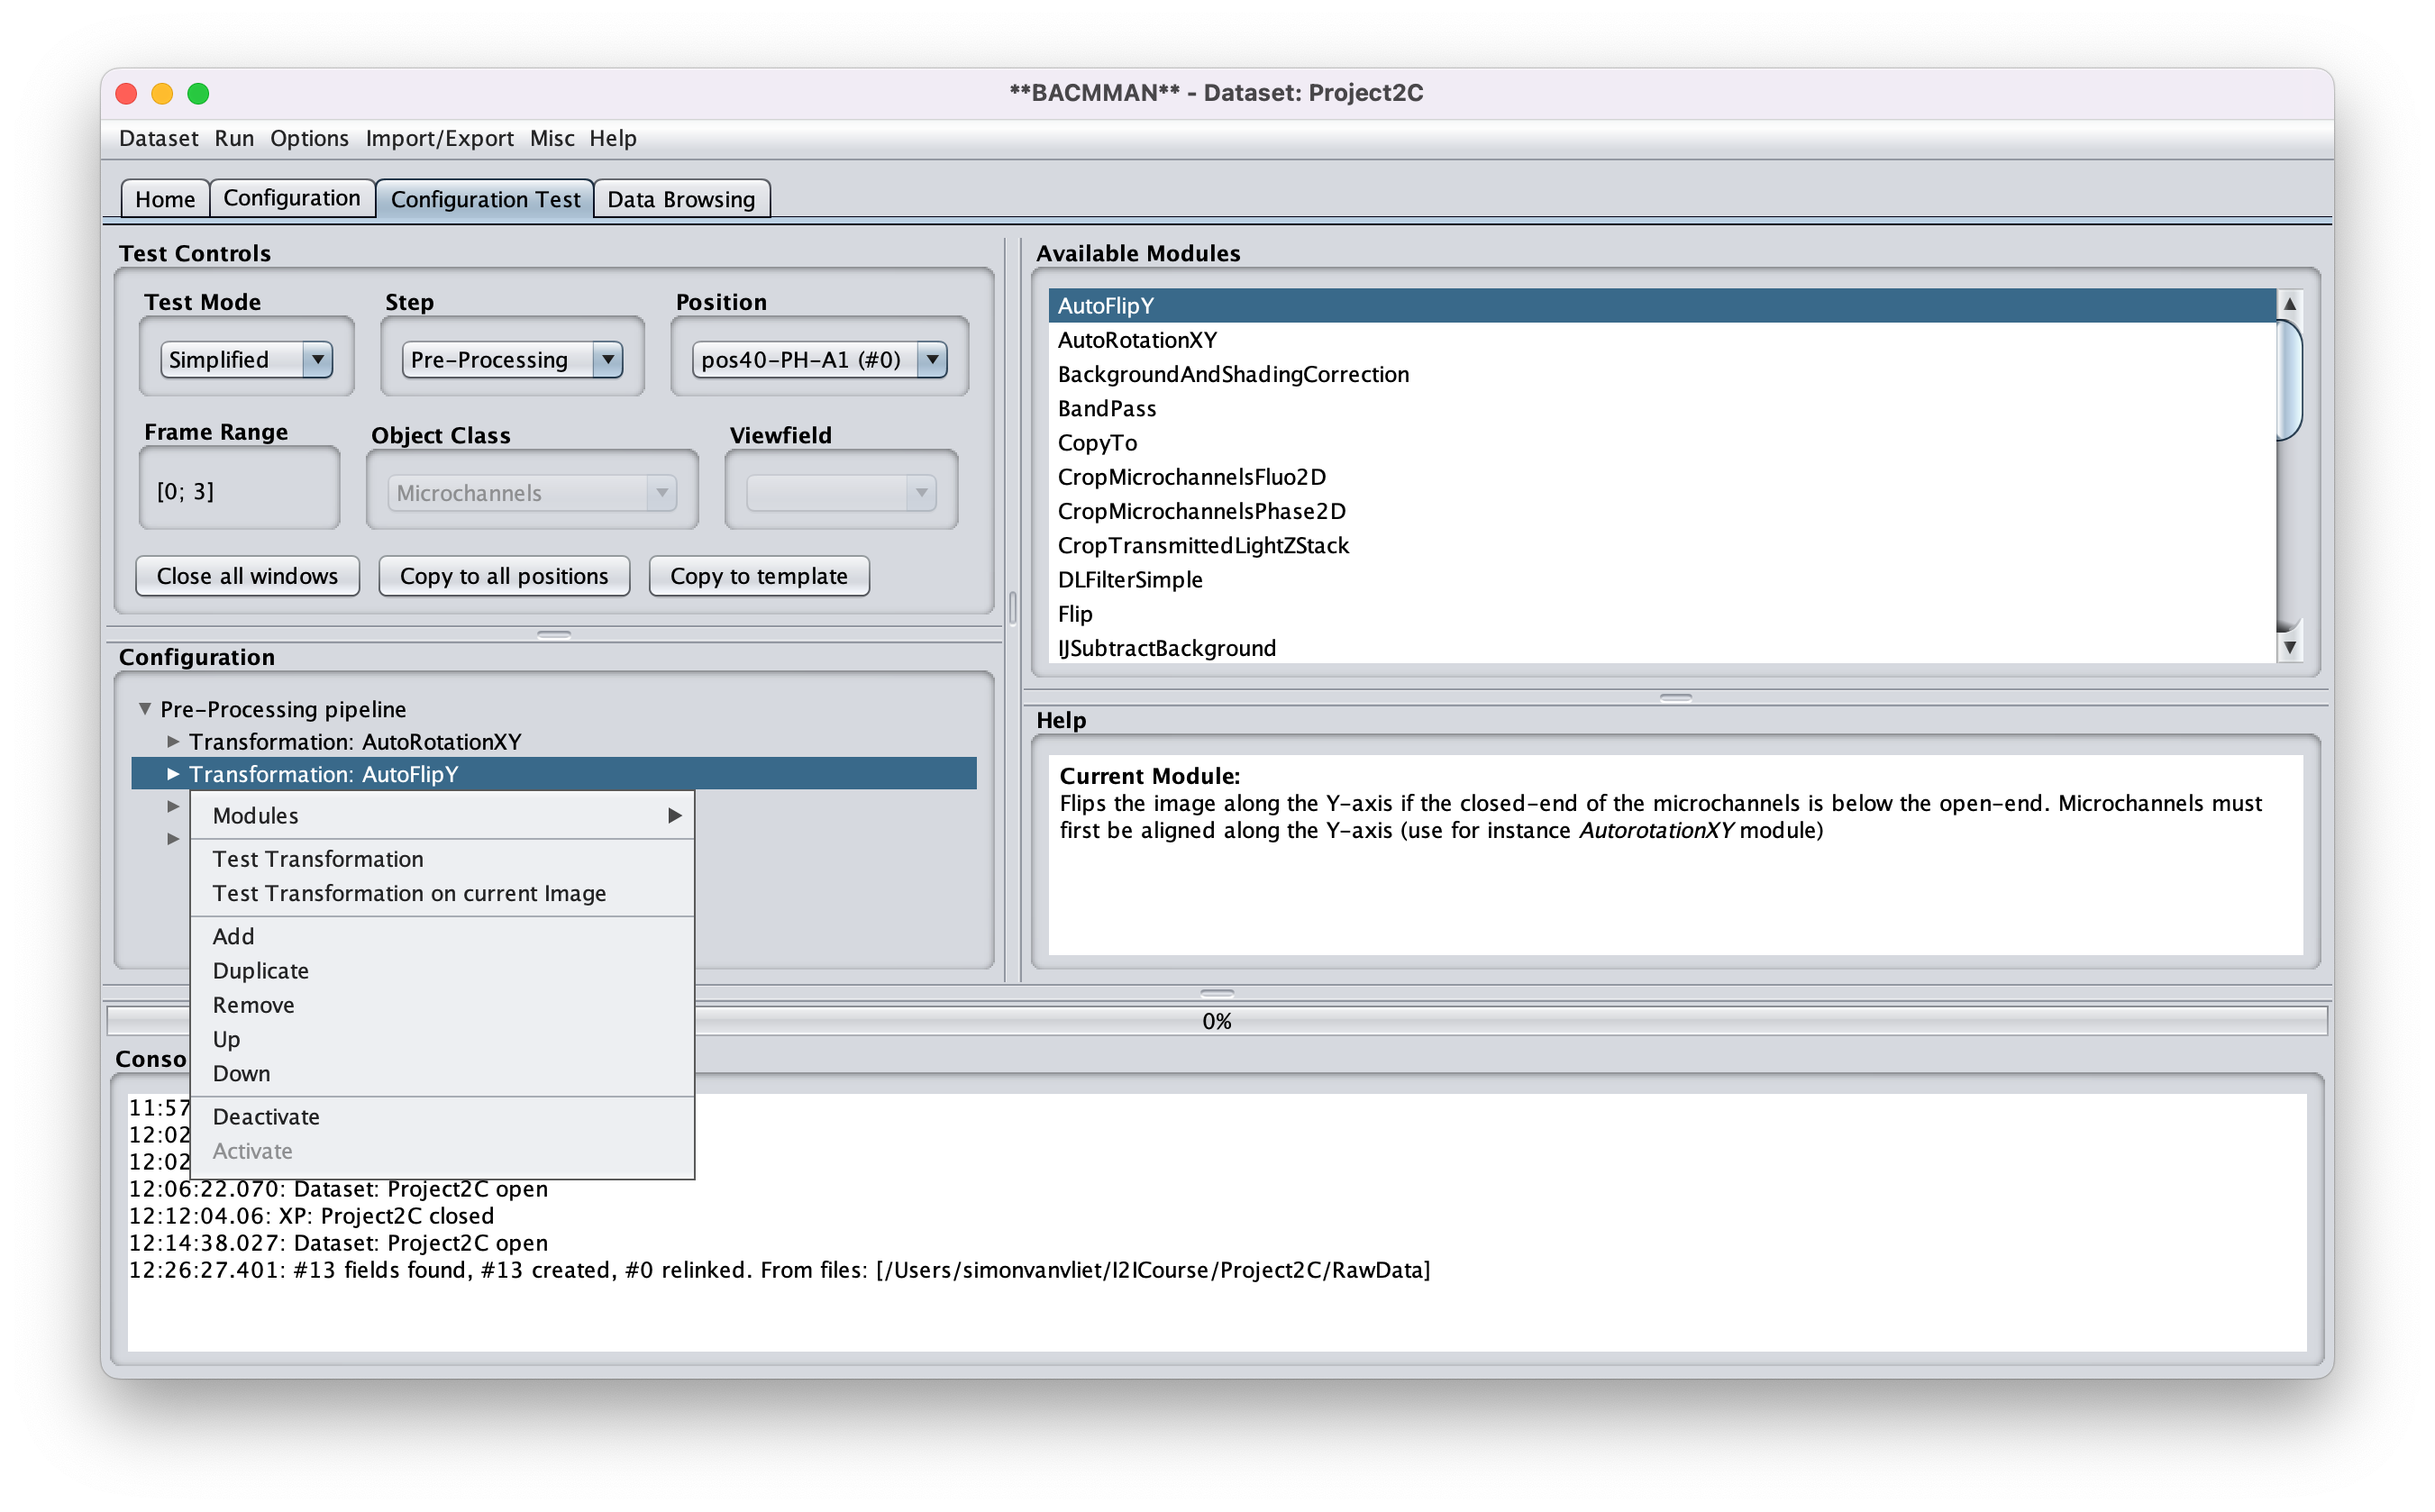 **BACMMAN** - Dataset: Project2C
Dataset Run Options Import/Export Misc Help
Home Configuration Configuration Test Data Browsing
Test Controls
Test Mode Step Position
Simplified Pre-Processing pos40-PH-A1 (#0)
Frame Range Object Class Viewfield
[0; 3] Microchannels
Close all windows Copy to all positions Copy to template
Configuration
Pre-Processing pipeline
Transformation: AutoRotationXY
Transformation: AutoFlipY
Modules
Test Transformation
Test Transformation on current Image
Add
Duplicate
Remove
Up
Down
Deactivate
Activate
Available Modules
AutoFlipY
AutoRotationXY
BackgroundAndShadingCorrection
BandPass
CopyTo
CropMicrochannelsFluo2D
CropMicrochannelsPhase2D
CropTransmittedLightZStack
DLFilterSimple
Flip
IJSubtractBackground
Help
Current Module:
Flips the image along the Y-axis if the closed-end of the microchannels is below the open-end. Microchannels must
first be aligned along the Y-axis (use for instance AutorotationXY module)
0%
Conso
11:57
12:02
12:02
12:06:22.070: Dataset: Project2C open
12:12:04.06: XP: Project2C closed
12:14:38.027: Dataset: Project2C open
12:26:27.401: #13 fields found, #13 created, #0 relinked. From files: [/Users/simonvanvliet/I2ICourse/Project2C/RawData]